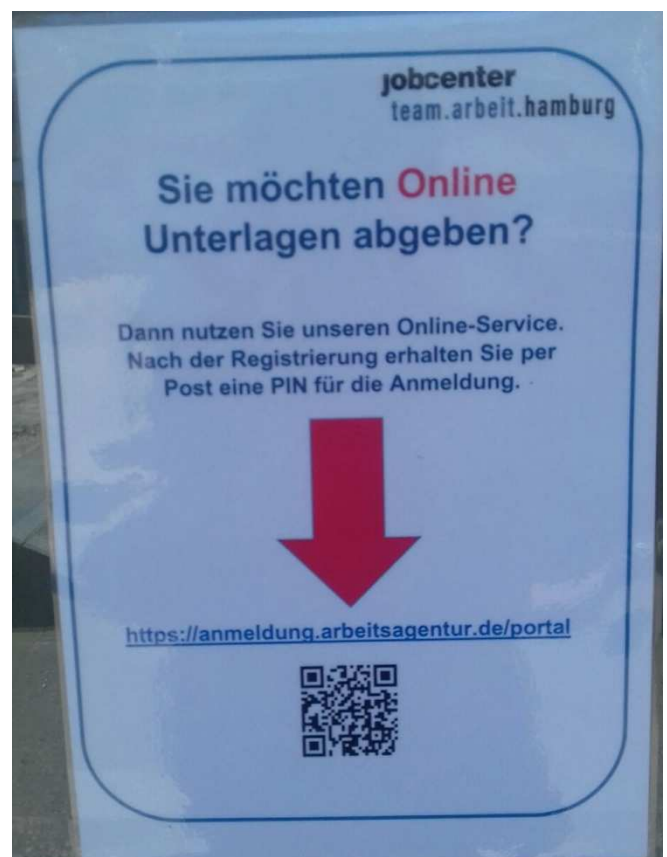 jobcenter
team.arbeit.hamburg
Sie möchten Online
Unterlagen abgeben?
Dann nutzen Sie unseren Online-Service.
Nach der Registrierung erhalten Sie per
Post eine PIN für die Anmeldung.
https://anmeldung.arbeitsagentur.de/portal